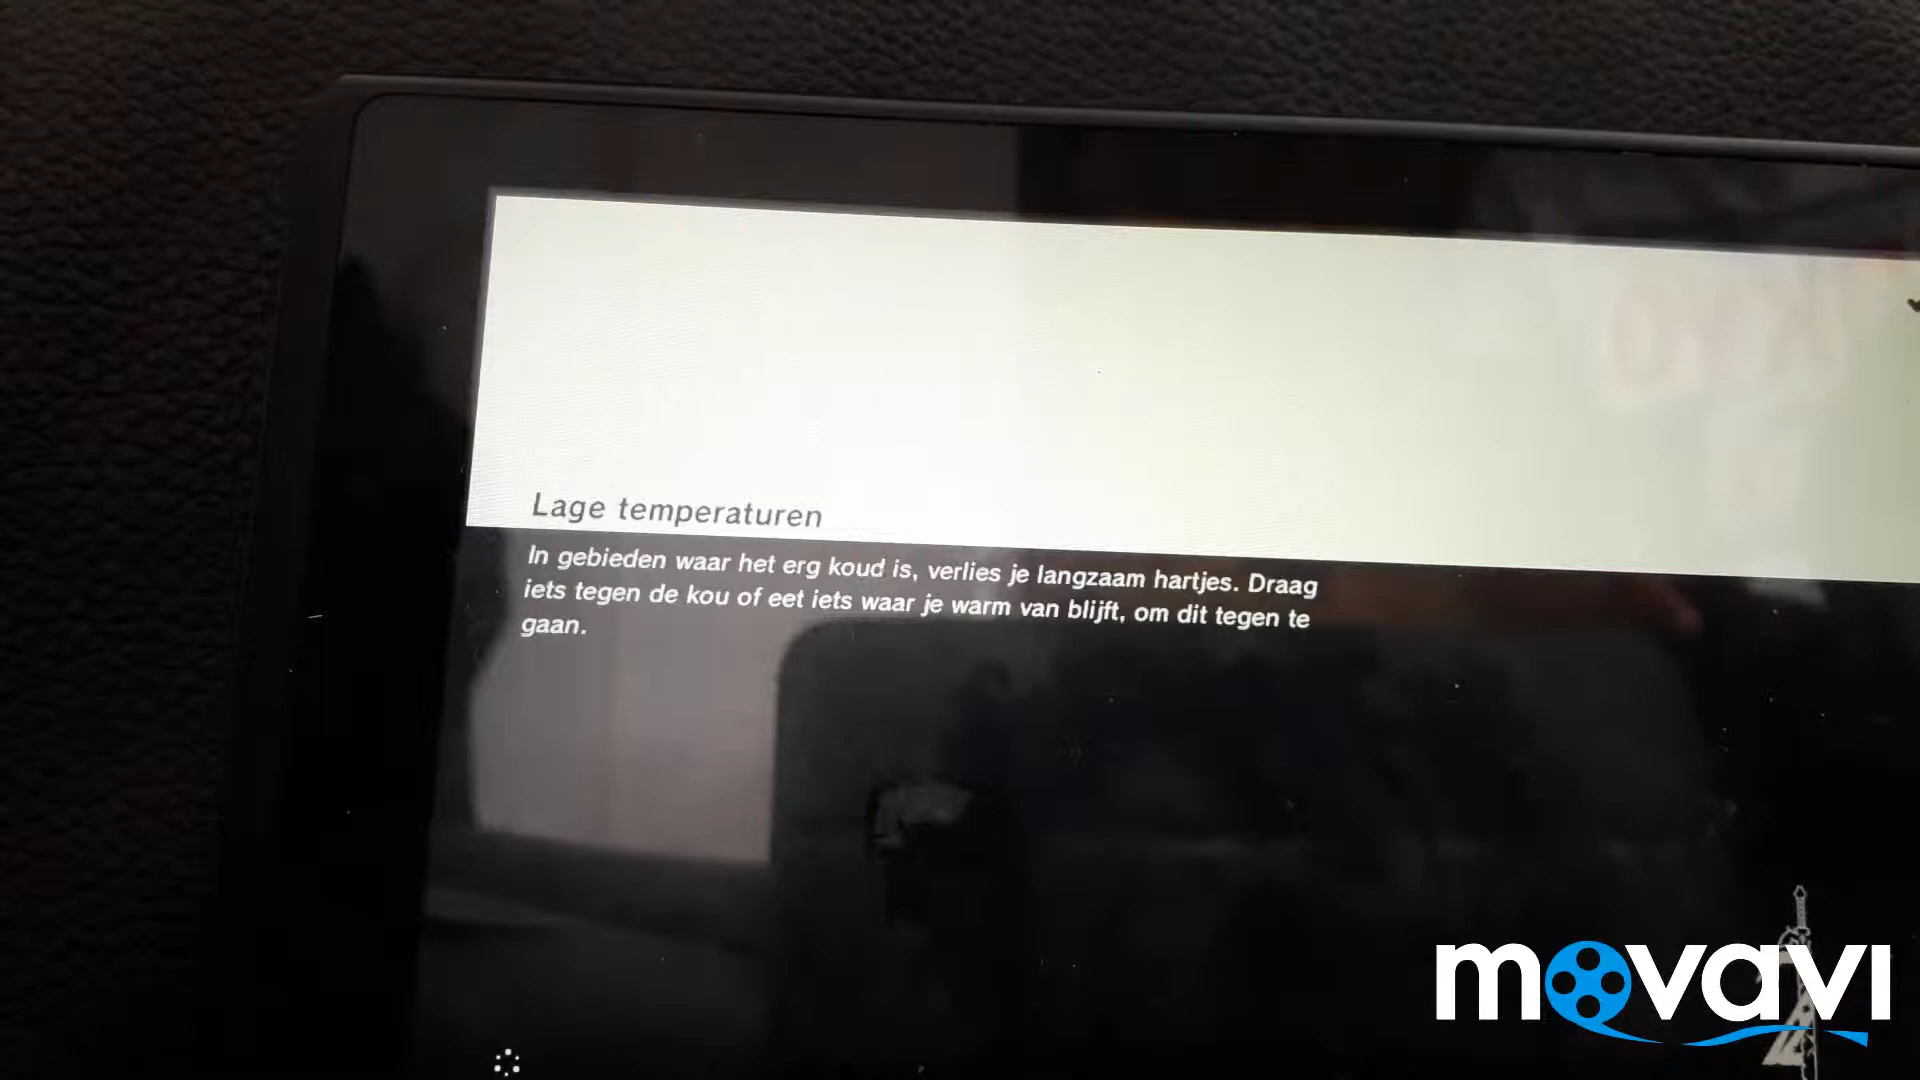 Lage temperaturen
In gebieden waar het erg koud is, verlies je langzaam hartjes. Draag
iets tegen de kou of eet iets waar je warm van blijft, om dit tegen te
gaan.
movavi